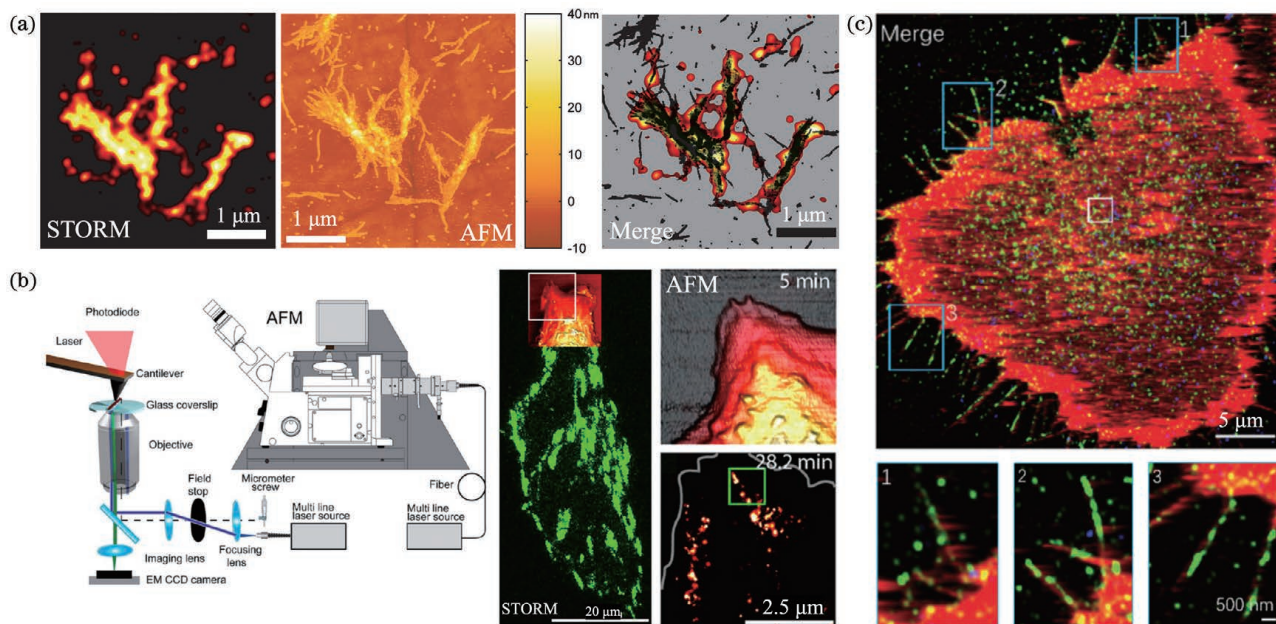 (a)
STORM
1 μm
1 μm
AFM
40 nm
30
20
10
0
-10
Merge
1 μm
(b)
Photodiode
Laser
Cantilever
Glass coverslip
Objective
Field
stop
Micrometer
screw
Imaging lens
Focusing
lens
Multi line
laser source
EM CCD camera
AFM
Fiber
Multi line
laser source
STORM
20 μm
AFM
5 min
28.2 min
2.5 μm
(c)
Merge
1
2
3
5 μm
1
2
3
500 nm